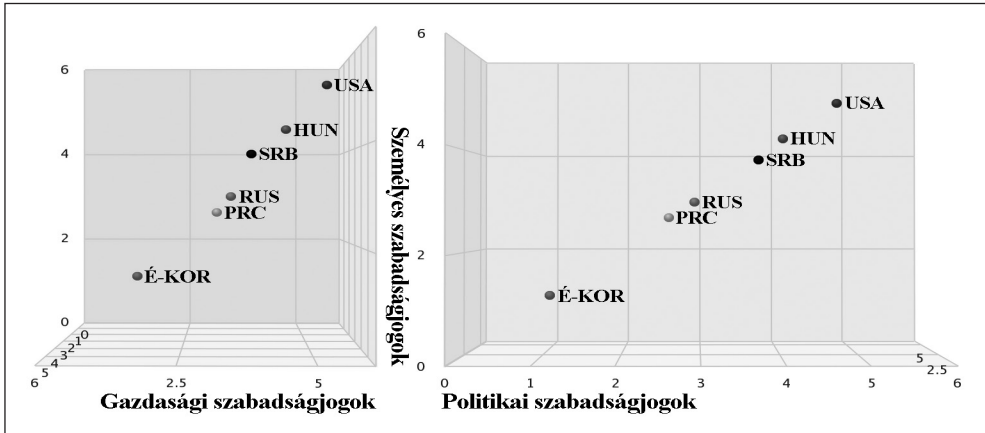 6
USA
HUN
4
SRB
RUS
PRC
2
É-KOR
0
0
1
2
3
4
5
6
2.5
5
Gazdasági szabadságjogok
Személyes szabadságjogok
6
USA
HUN
4
SRB
RUS
PRC
2
É-KOR
0
5
2.5
0
1
2
3
4
5
6
Politikai szabadságjogok